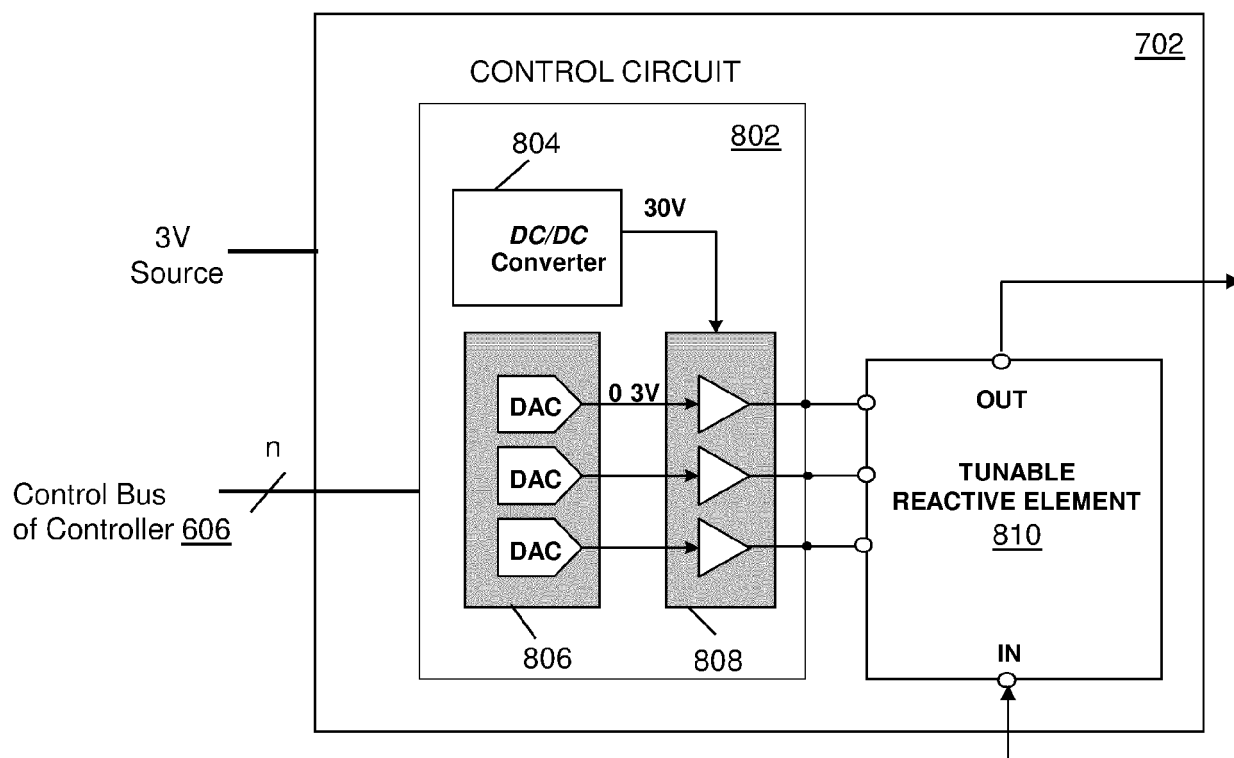 702
CONTROL CIRCUIT
802
804
30V
DC/DC
Converter
3V
Source
DAC
0 3V
OUT
DAC
TUNABLE
REACTIVE ELEMENT
810
n
Control Bus
of Controller 606
DAC
806
808
IN